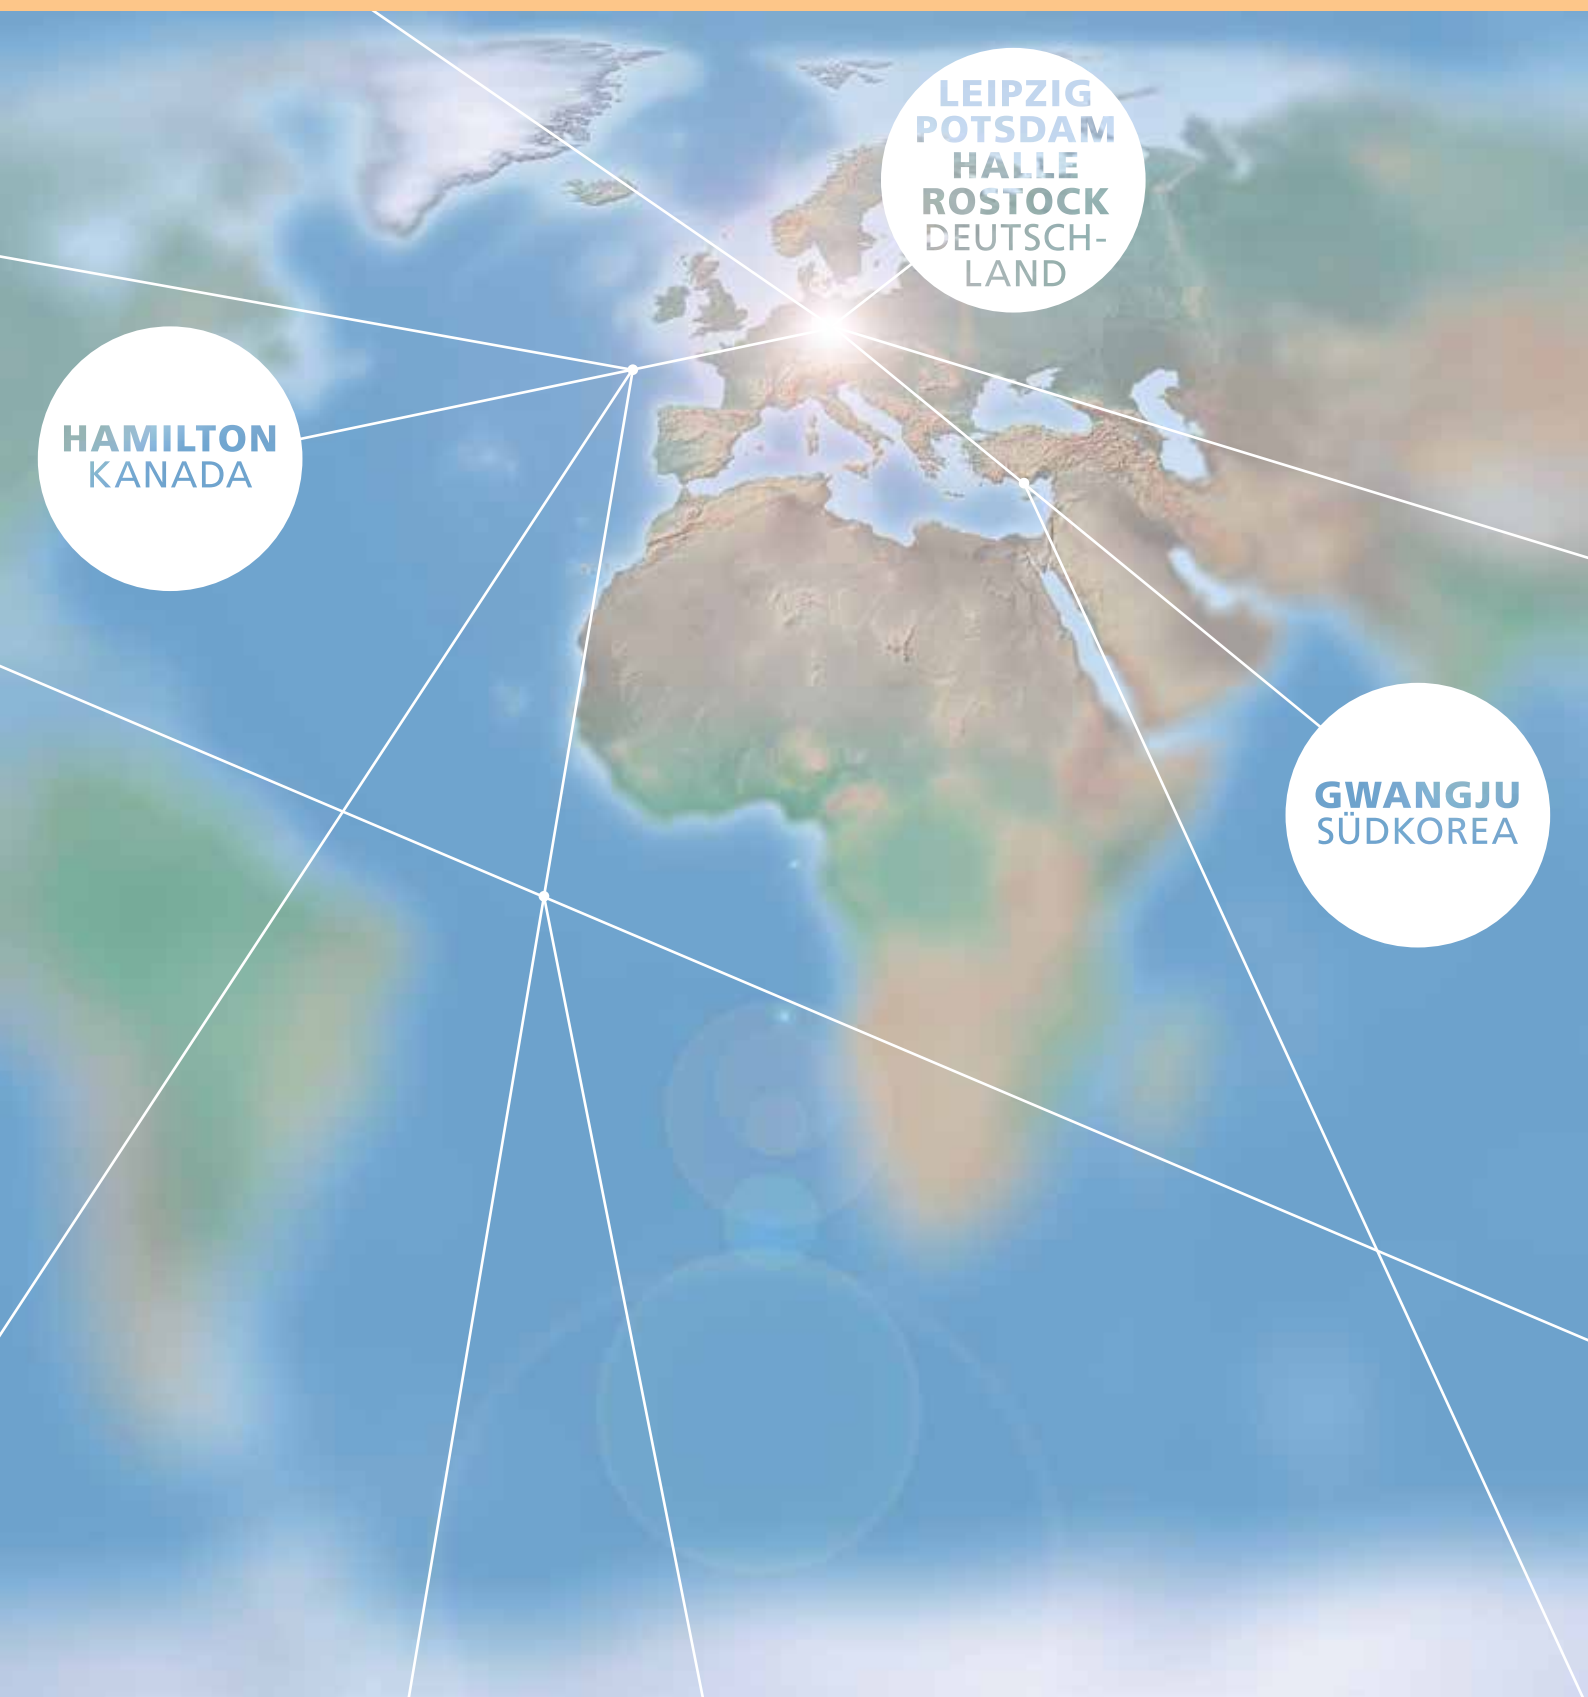 LEIPZIG
POTSDAM
HALLE
ROSTOCK
DEUTSCH-
LAND
HAMILTON
KANADA
GWANGJU
SÜDKOREA